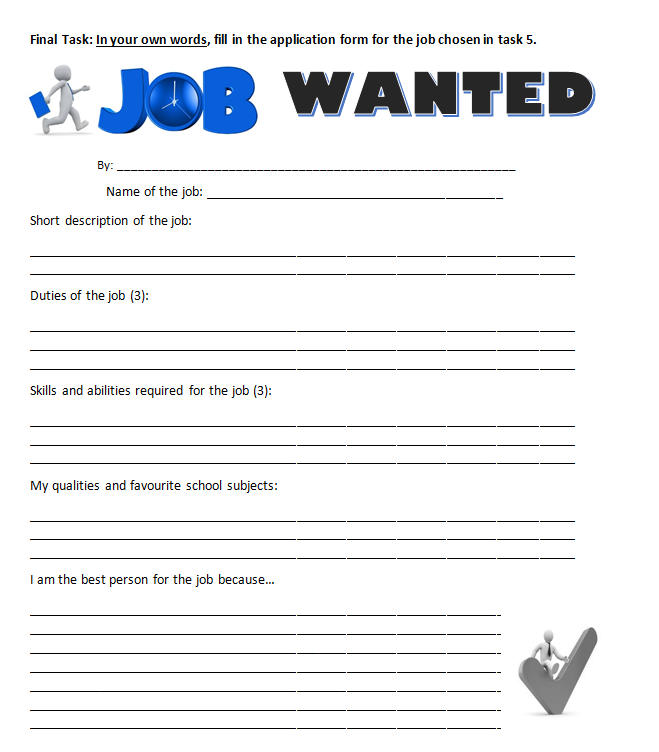 Final Task: In your own words, fill in the application form for the job chosen in task 5.
JOB WANTED
By: ____________________________________________________________
Name of the job: ____________________________________________
Short description of the job:
Duties of the job (3):
Skills and abilities required for the job (3):
My qualities and favourite school subjects:
I am the best person for the job because…